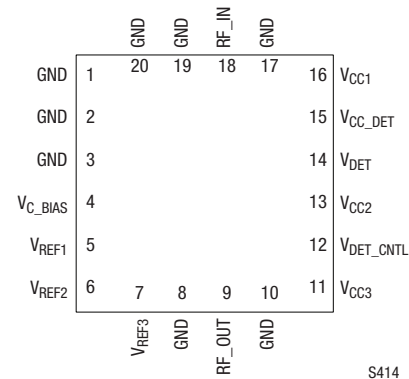 GND GND RF_IN GND
20 19 18 17
GND 1 16 VCC1
GND 2 15 VCC_DET
GND 3 14 VDET
VC_BIAS 4 13 VCC2
VREF1 5 12 VDET_CNTL
VREF2 6 11 VCC3
7 8 9 10
VREF3 GND RF_OUT GND
S414